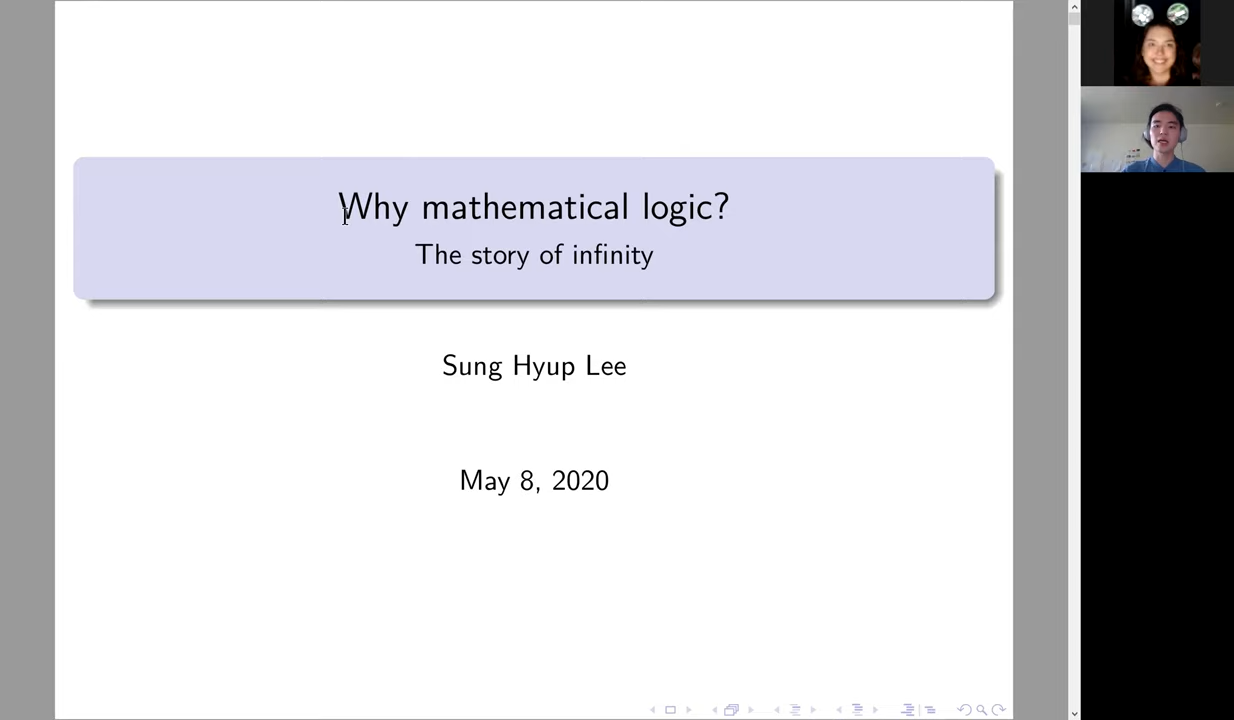 Why mathematical logic?
The story of infinity
Sung Hyup Lee
May 8, 2020